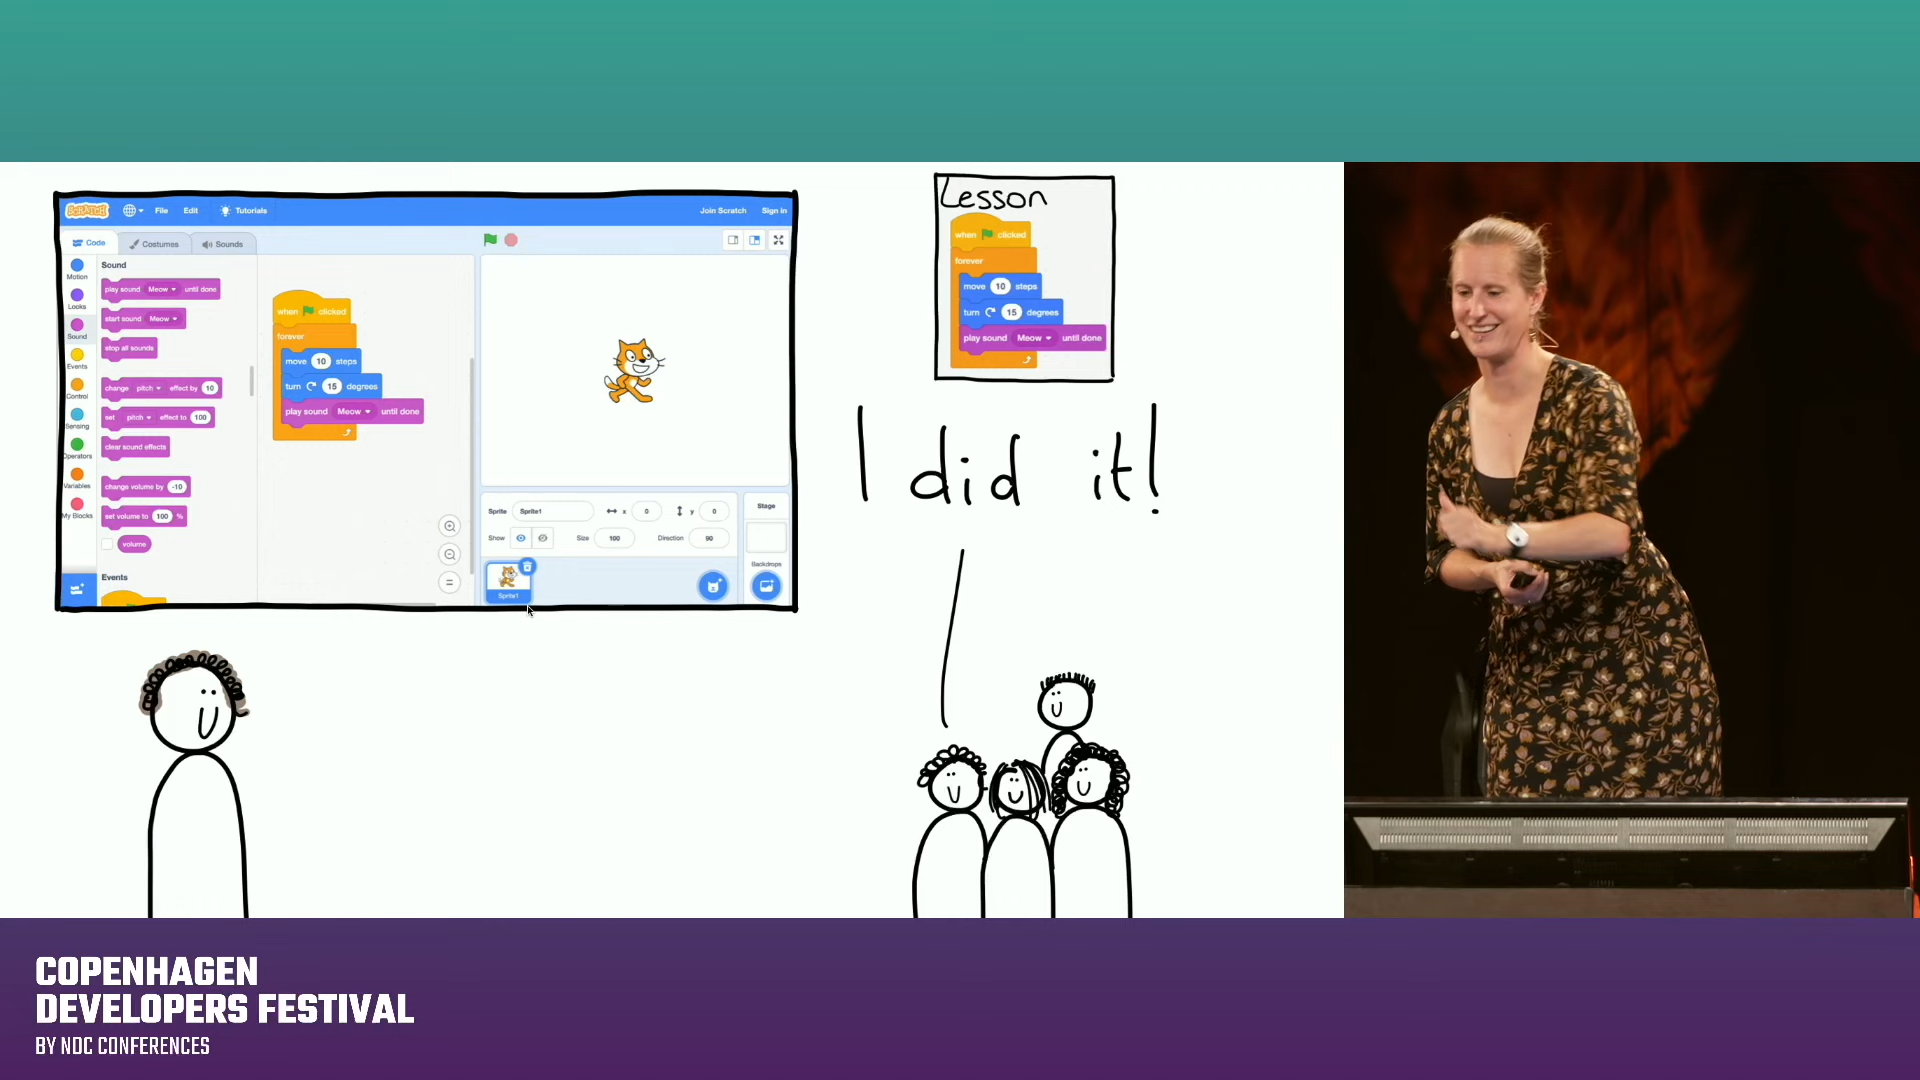 SCRATCH
File Edit Tutorials Join Scratch Sign in
Code Costumes Sounds
Motion
Looks
Sound
Events
Control
Sensing
Operators
Variables
My Blocks
Sound
play sound Meow until done
start sound Meow
stop all sounds
change pitch effect by 10
set pitch effect to 100
clear sound effects
change volume by -10
set volume to 100 %
volume
Events
when clicked
forever
move 10 steps
turn 15 degrees
play sound Meow until done
Sprite Sprite1 x 0 y 0
Show Size 100 Direction 90
Sprite1
Stage
Backdrops
Lesson
when clicked
forever
move 10 steps
turn 15 degrees
play sound Meow until done
I did it!
COPENHAGEN
DEVELOPERS FESTIVAL
BY NDC CONFERENCES